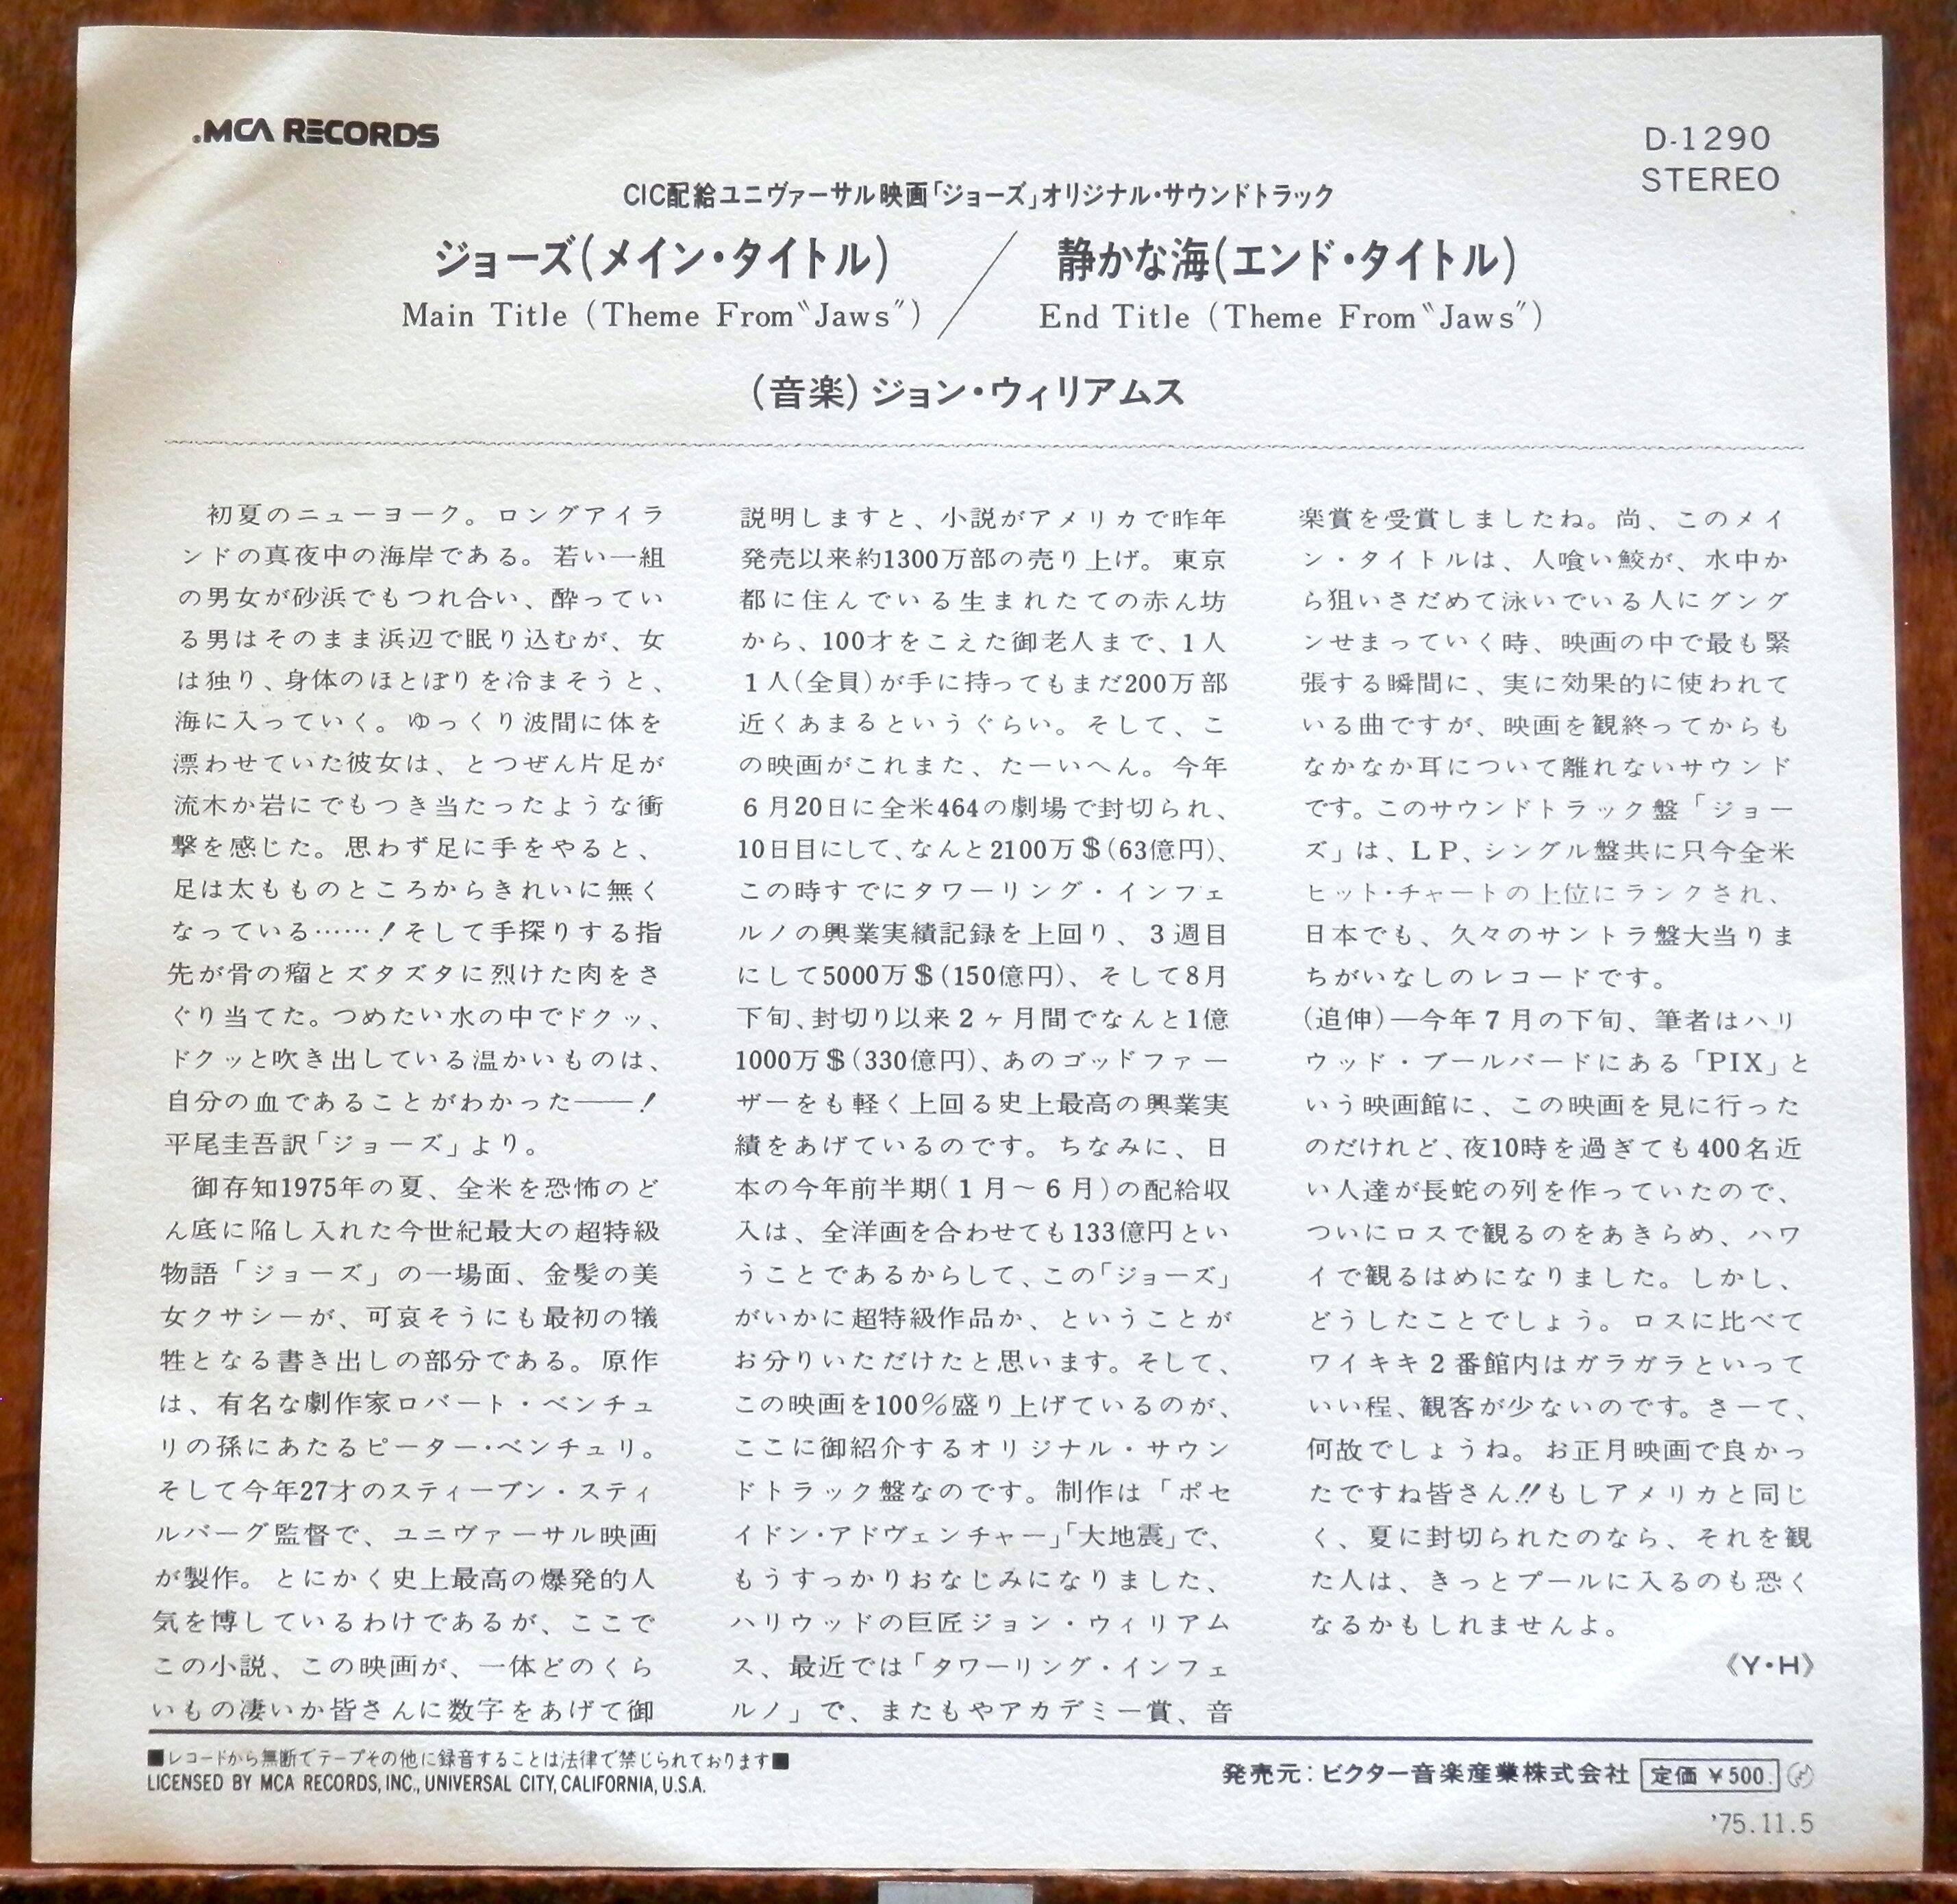 MCA RECORDS
D-1290
STEREO
CIC配給ユニヴァーサル映画「ジョーズ」オリジナル・サウンドトラック
ジョーズ(メイン・タイトル)／静かな海(エンド・タイトル)
Main Title (Theme From〝Jaws〞)／End Title (Theme From〝Jaws〞)
(音楽)ジョン・ウィリアムス
初夏のニューヨーク。ロングアイラ
ンドの真夜中の海岸である。若い一組
の男女が砂浜でもつれ合い、酔ってい
る男はそのまま浜辺で眠り込むが、女
は独り、身体のほとぼりを冷まそうと、
海に入っていく。ゆっくり波間に体を
漂わせていた彼女は、とつぜん片足が
流木か岩にでもつき当たったような衝
撃を感じた。思わず足に手をやると、
足は太もものところからきれいに無く
なっている……！そして手探りする指
先が骨の瘤とズタズタに烈けた肉をさ
ぐり当てた。つめたい水の中でドクッ、
ドクッと吹き出している温かいものは、
自分の血であることがわかった――！
平尾圭吾訳「ジョーズ」より。
御存知1975年の夏、全米を恐怖のど
ん底に陥し入れた今世紀最大の超特級
物語「ジョーズ」の一場面、金髪の美
女クサシーが、可哀そうにも最初の犠
牲となる書き出しの部分である。原作
は、有名な劇作家ロバート・ベンチュ
リの孫にあたるピーター・ベンチュリ。
そして今年27才のスティーブン・スティ
ルバーグ監督で、ユニヴァーサル映画
が製作。とにかく史上最高の爆発的人
気を博しているわけであるが、ここで
この小説、この映画が、一体どのくら
いもの凄いか皆さんに数字をあげて御
説明しますと、小説がアメリカで昨年
発売以来約1300万部の売り上げ。東京
都に住んでいる生まれたての赤ん坊
から、100才をこえた御老人まで、1人
1人(全員)が手に持ってもまだ200万部
近くあまるというぐらい。そして、こ
の映画がこれまた、たーいへん。今年
6月20日に全米464の劇場で封切られ、
10日目にして、なんと2100万＄(63億円)、
この時すでにタワーリング・インフェ
ルノの興業実績記録を上回り、3週目
にして5000万＄(150億円)、そして8月
下旬、封切り以来2ヶ月間でなんと1億
1000万＄(330億円)、あのゴッドファー
ザーをも軽く上回る史上最高の興業実
績をあげているのです。ちなみに、日
本の今年前半期(1月～6月)の配給収
入は、全洋画を合わせても133億円とい
うことであるからして、この「ジョーズ」
がいかに超特級作品か、ということが
お分りいただけたと思います。そして、
この映画を100％盛り上げているのが、
ここに御紹介するオリジナル・サウン
ドトラック盤なのです。制作は「ポセ
イドン・アドヴェンチャー」「大地震」で、
もうすっかりおなじみになりました、
ハリウッドの巨匠ジョン・ウィリアム
ス、最近では「タワーリング・インフェ
ルノ」で、またもやアカデミー賞、音
楽賞を受賞しましたね。尚、このメイ
ン・タイトルは、人喰い鮫が、水中か
ら狙いさだめて泳いでいる人にグング
ンせまっていく時、映画の中で最も緊
張する瞬間に、実に効果的に使われて
いる曲ですが、映画を観終ってからも
なかなか耳について離れないサウンド
です。このサウンドトラック盤「ジョー
ズ」は、LP、シングル盤共に只今全米
ヒット・チャートの上位にランクされ、
日本でも、久々のサントラ盤大当りま
ちがいなしのレコードです。
(追伸)―今年7月の下旬、筆者はハリ
ウッド・ブールバードにある「PIX」と
いう映画館に、この映画を見に行った
のだけれど、夜10時を過ぎても400名近
い人達が長蛇の列を作っていたので、
ついにロスで観るのをあきらめ、ハワ
イで観るはめになりました。しかし、
どうしたことでしょう。ロスに比べて
ワイキキ2番館内はガラガラといって
いい程、観客が少ないのです。さーて、
何故でしょうね。お正月映画で良かっ
たですね皆さん!!もしアメリカと同じ
く、夏に封切られたのなら、それを観
た人は、きっとプールに入るのも恐く
なるかもしれませんよ。
《Y・H》
■レコードから無断でテープその他に録音することは法律で禁じられております■
LICENSED BY MCA RECORDS, INC., UNIVERSAL CITY, CALIFORNIA, U.S.A.
発売元：ビクター音楽産業株式会社 定価 ￥500.
'75.11.5